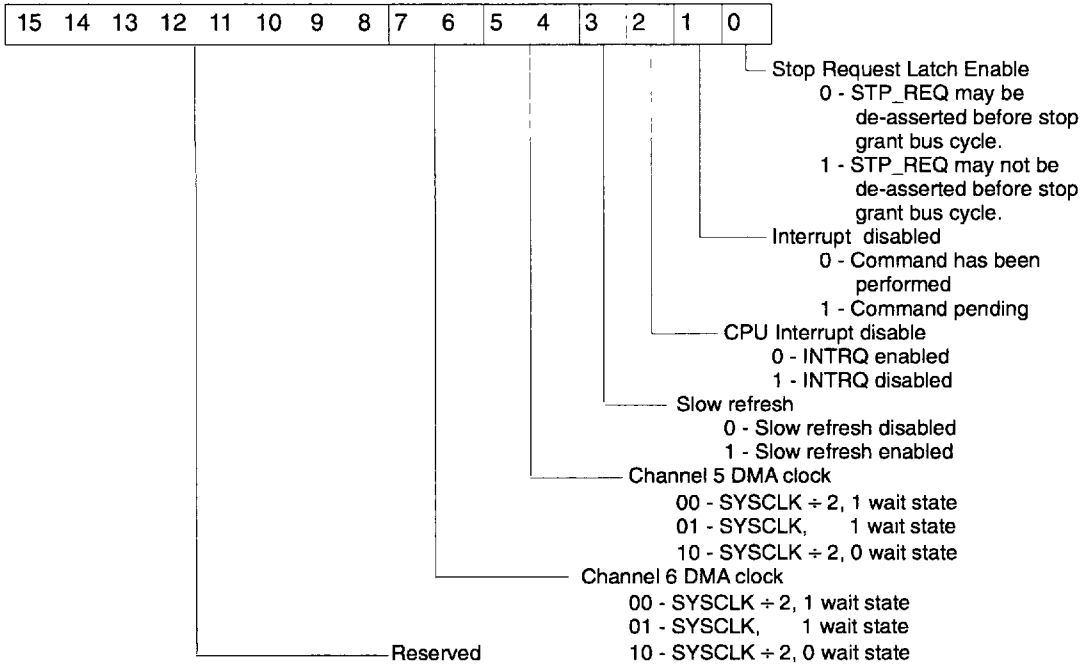 15 14 13 12 11 10 9 8 7 6 5 4 3 2 1 0
Stop Request Latch Enable
0 - STP_REQ may be
de-asserted before stop
grant bus cycle.
1 - STP_REQ may not be
de-asserted before stop
grant bus cycle.
Interrupt disabled
0 - Command has been
performed
1 - Command pending
CPU Interrupt disable
0 - INTRQ enabled
1 - INTRQ disabled
Slow refresh
0 - Slow refresh disabled
1 - Slow refresh enabled
Channel 5 DMA clock
00 - SYSCLK ÷ 2, 1 wait state
01 - SYSCLK, 1 wait state
10 - SYSCLK ÷ 2, 0 wait state
Channel 6 DMA clock
00 - SYSCLK ÷ 2, 1 wait state
01 - SYSCLK, 1 wait state
10 - SYSCLK ÷ 2, 0 wait state
Reserved